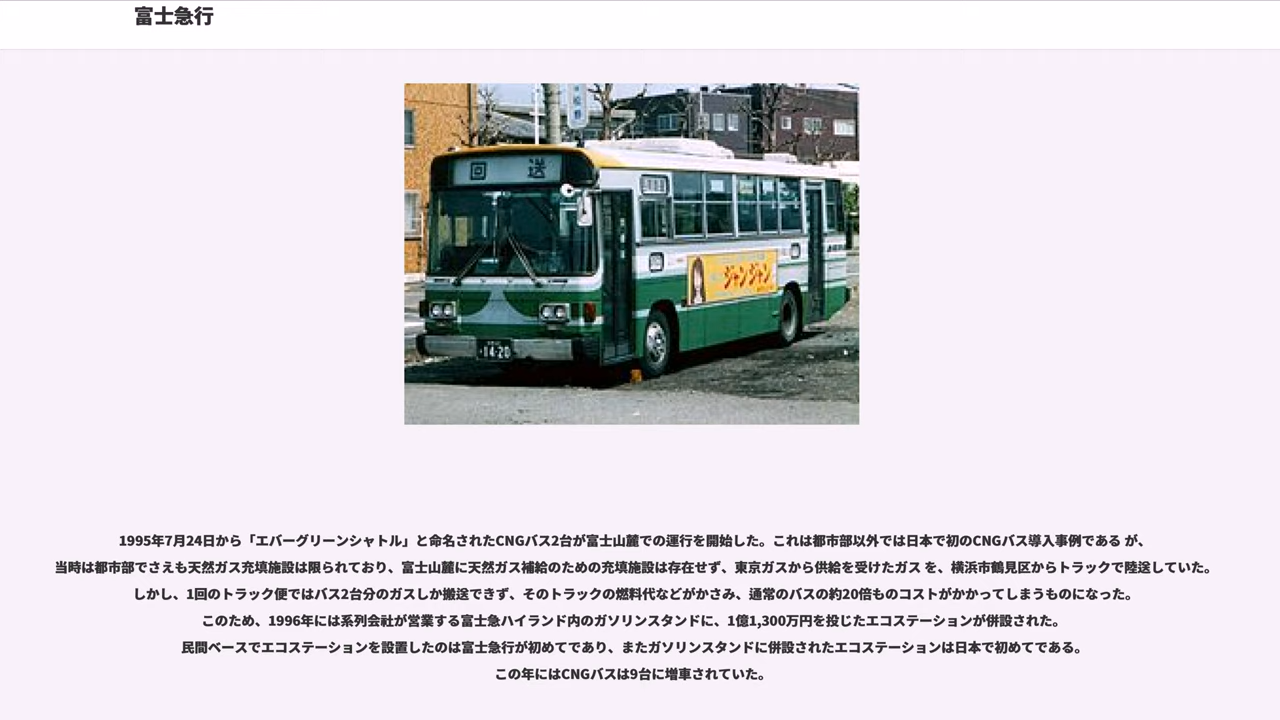 富士急行
回送
ジャンジャン
14-20
1995年7月24日から「エバーグリーンシャトル」と命名されたCNGバス2台が富士山麓での運行を開始した。これは都市部以外では日本で初のCNGバス導入事例である が、
当時は都市部でさえも天然ガス充填施設は限られており、富士山麓に天然ガス補給のための充填施設は存在せず、東京ガスから供給を受けたガス を、横浜市鶴見区からトラックで陸送していた。
しかし、1回のトラック便ではバス2台分のガスしか搬送できず、そのトラックの燃料代などがかさみ、通常のバスの約20倍ものコストがかかってしまうものになった。
このため、1996年には系列会社が営業する富士急ハイランド内のガソリンスタンドに、1億1,300万円を投じたエコステーションが併設された。
民間ベースでエコステーションを設置したのは富士急行が初めてであり、またガソリンスタンドに併設されたエコステーションは日本で初めてである。
この年にはCNGバスは9台に増車されていた。